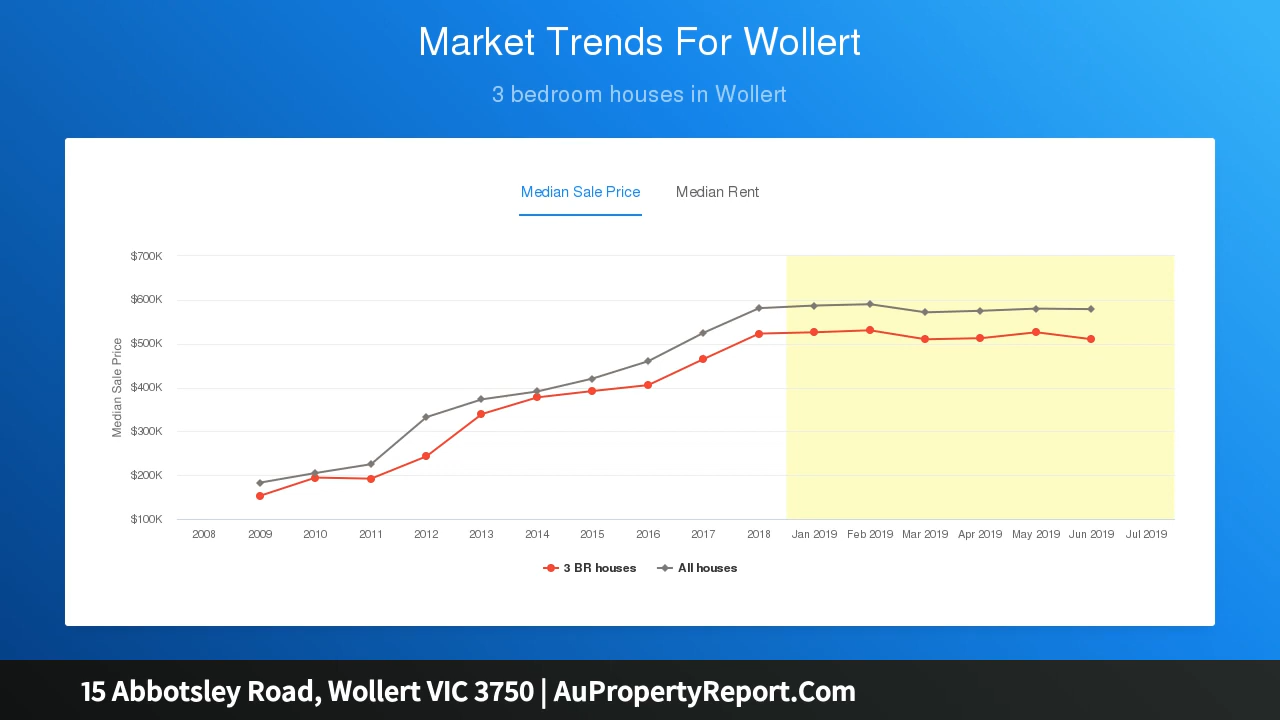 Market Trends For Wollert
3 bedroom houses in Wollert
Median Sale Price Median Rent
Median Sale Price
$700K
$600K
$500K
$400K
$300K
$200K
$100K
2008 2009 2010 2011 2012 2013 2014 2015 2016 2017 2018 Jan 2019 Feb 2019 Mar 2019 Apr 2019 May 2019 Jun 2019 Jul 2019
3 BR houses All houses
15 Abbotsley Road, Wollert VIC 3750 | AuPropertyReport.Com